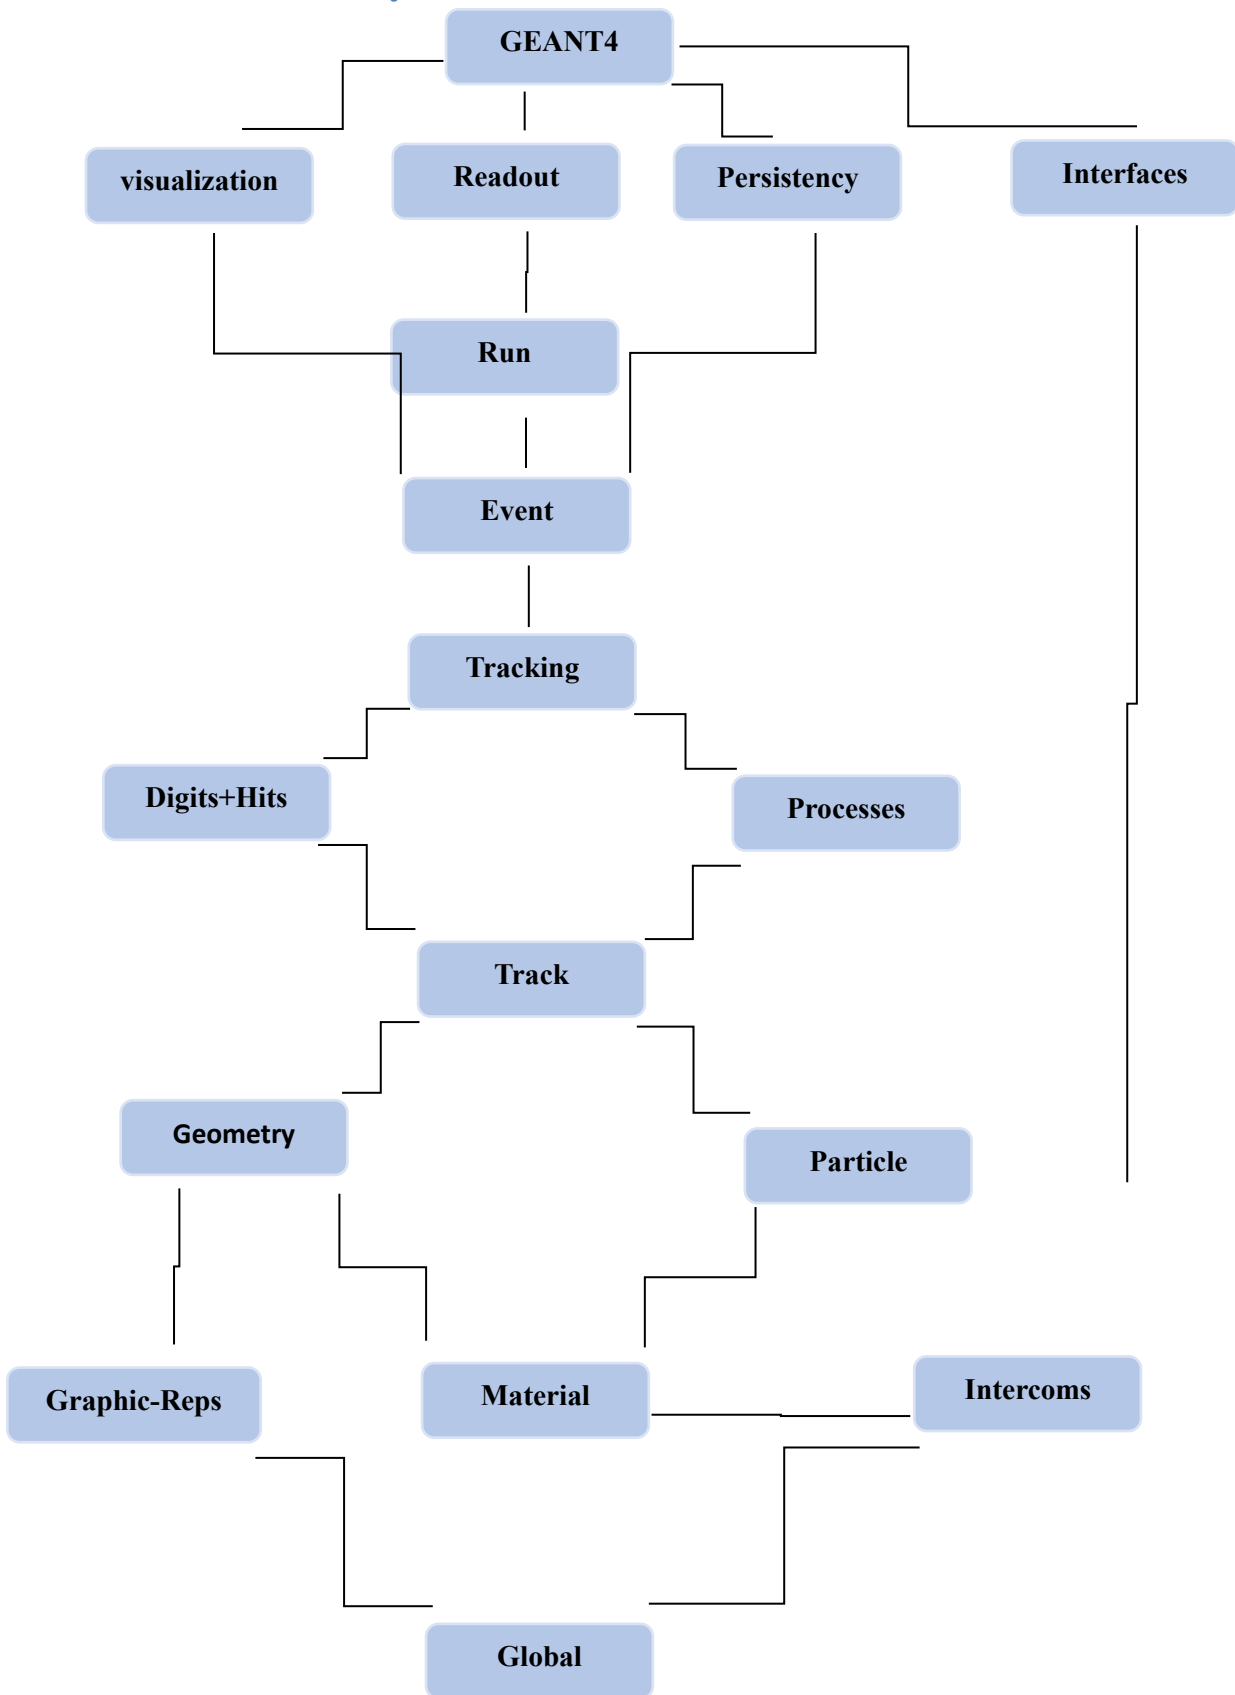 GEANT4
visualization
Readout
Persistency
Interfaces
Run
Event
Tracking
Digits+Hits
Processes
Track
Geometry
Particle
Graphic-Reps
Material
Intercoms
Global